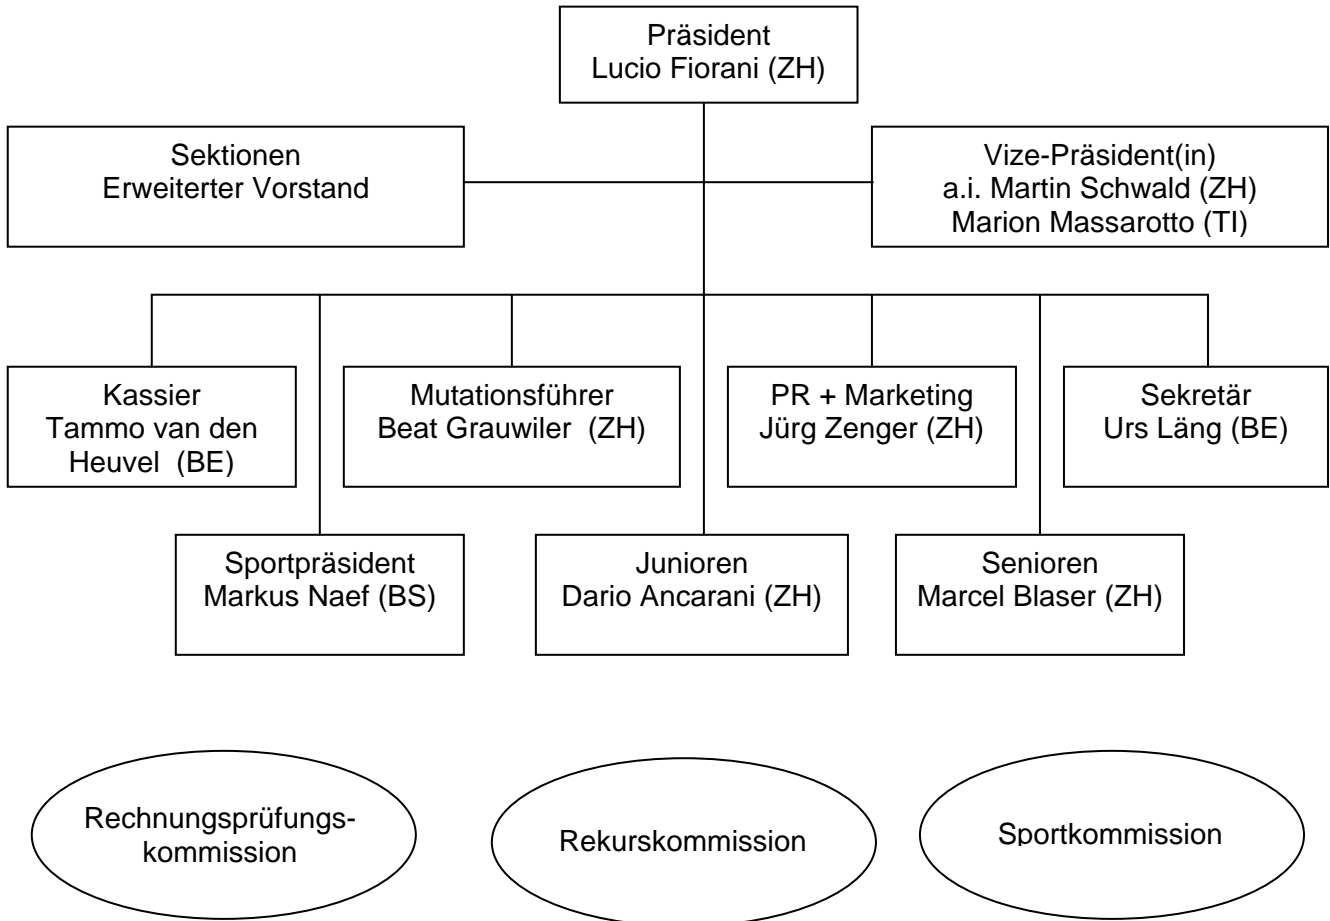 Präsident
Lucio Fiorani (ZH)
Sektionen
Erweiterter Vorstand
Vize-Präsident(in)
a.i. Martin Schwald (ZH)
Marion Massarotto (TI)
Kassier
Tammo van den
Heuvel (BE)
Mutationsführer
Beat Grauwiler (ZH)
PR + Marketing
Jürg Zenger (ZH)
Sekretär
Urs Läng (BE)
Sportpräsident
Markus Naef (BS)
Junioren
Dario Ancarani (ZH)
Senioren
Marcel Blaser (ZH)
Rechnungsprüfungs-
kommission
Rekurskommission
Sportkommission